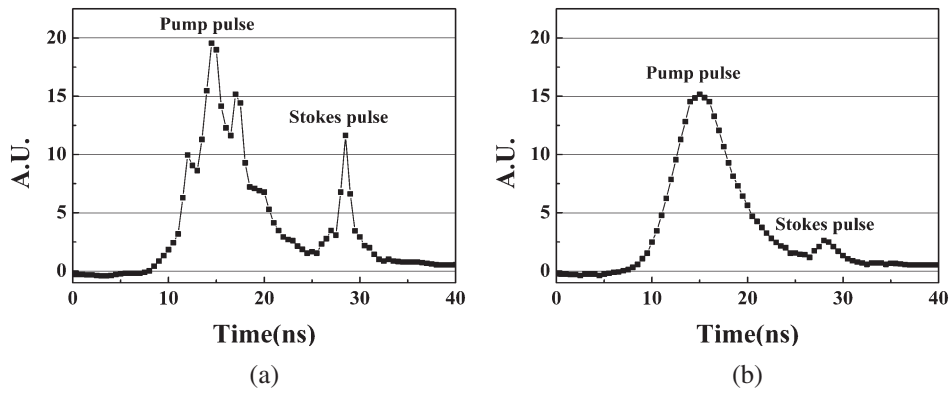 Pump pulse
Stokes pulse
A.U.
20
15
10
5
0
0 10 20 30 40
Time(ns)
(a)
Pump pulse
Stokes pulse
A.U.
20
15
10
5
0
0 10 20 30 40
Time(ns)
(b)